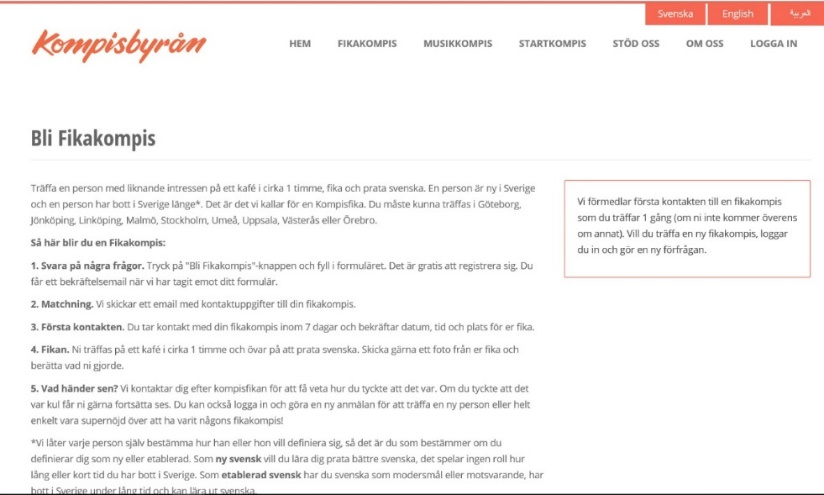 Svenska English العربية
Kompisbyrån
HEM FIKAKOMPIS MUSIKKOMPIS STARTKOMPIS STÖD OSS OM OSS LOGGA IN
Bli Fikakompis
Träffa en person med liknande intressen på ett kafé i cirka 1 timme, fika och prata svenska. En person är ny i Sverige
och en person har bott i Sverige länge*. Det är det vi kallar för en Kompisfika. Du måste kunna träffas i Göteborg,
Jönköping, Linköping, Malmö, Stockholm, Umeå, Uppsala, Västerås eller Örebro.
Så här blir du en Fikakompis:
1. Svara på några frågor. Tryck på "Bli Fikakompis"-knappen och fyll i formuläret. Det är gratis att registrera sig. Du
får ett bekräftelsemail när vi har tagit emot ditt formulär.
2. Matchning. Vi skickar ett email med kontaktuppgifter till din fikakompis.
3. Första kontakten. Du tar kontakt med din fikakompis inom 7 dagar och bekräftar datum, tid och plats för er fika.
4. Fikan. Ni träffas på ett kafé i cirka 1 timme och övar på att prata svenska. Skicka gärna ett foto från er fika och
berätta vad ni gjorde.
5. Vad händer sen? Vi kontaktar dig efter kompisfikan för att få veta hur du tyckte att det var. Om du tyckte att det
var kul får ni gärna fortsätta ses. Du kan också logga in och göra en ny anmälan för att träffa en ny person eller helt
enkelt vara supernöjd över att ha varit någons fikakompis!
*Vi låter varje person själv bestämma hur han eller hon vill definiera sig, så det är du som bestämmer om du
definierar dig som ny eller etablerad. Som ny svensk vill du lära dig prata bättre svenska, det spelar ingen roll hur
lång eller kort tid du har bott i Sverige. Som etablerad svensk har du svenska som modersmål eller motsvarande, har
bott i Sverige under lång tid och kan lära ut svenska.
Vi förmedlar första kontakten till en fikakompis
som du träffar 1 gång (om ni inte kommer överens
om annat). Vill du träffa en ny fikakompis, loggar
du in och gör en ny förfrågan.